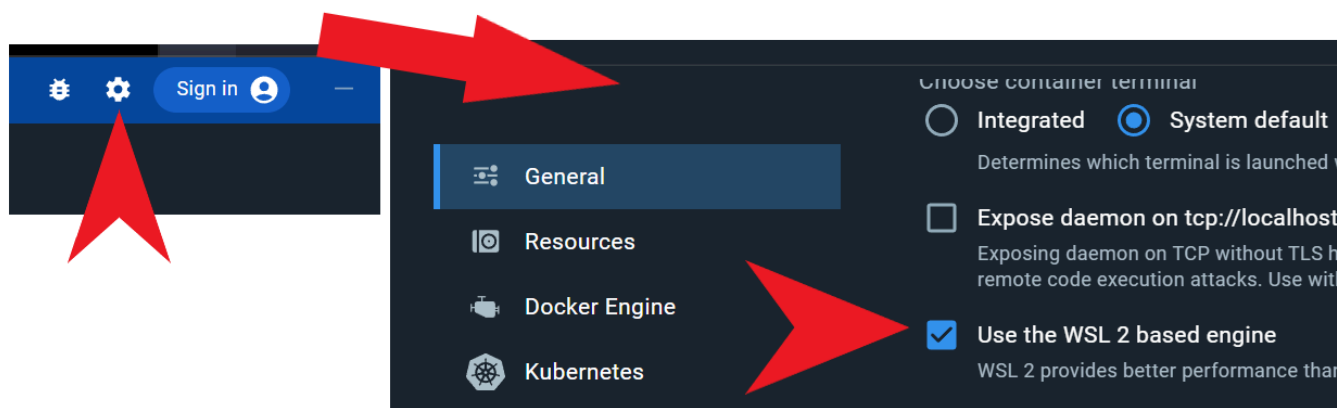 Sign in
General
Resources
Docker Engine
Kubernetes
Choose container terminal
Integrated
System default
Determines which terminal is launched
Expose daemon on tcp://localhost
Exposing daemon on TCP without TLS
remote code execution attacks. Use
Use the WSL 2 based engine
WSL 2 provides better performance